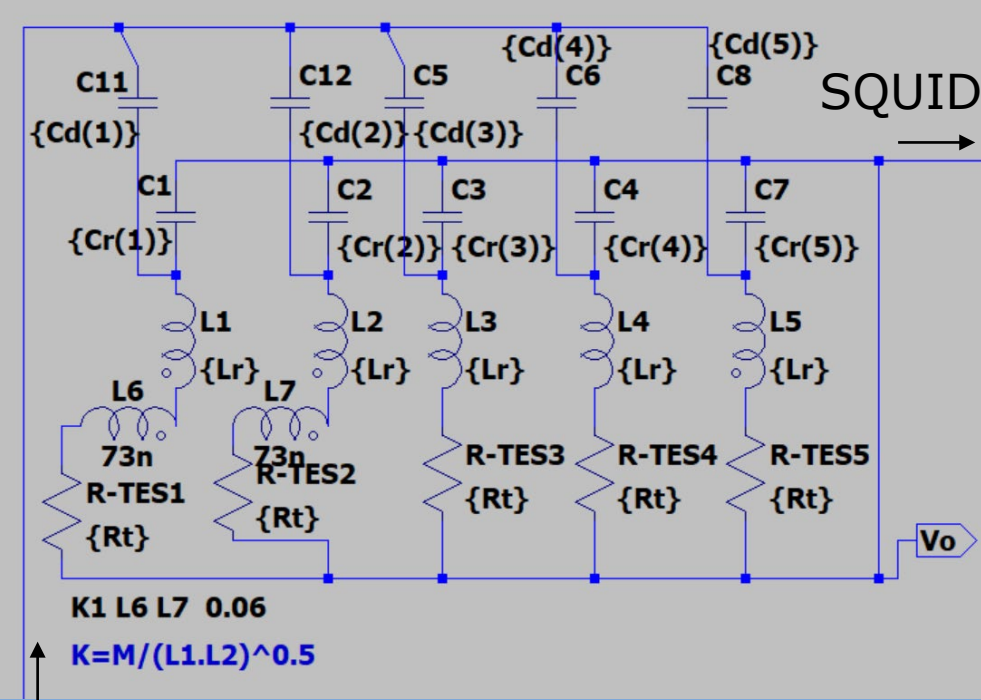 {Cd(4)}
{Cd(5)}
C11
C12
C5
C6
C8
SQUID
{Cd(1)}
{Cd(2)}
{Cd(3)}
C1
C2
C3
C4
C7
{Cr(1)}
{Cr(2)}
{Cr(3)}
{Cr(4)}
{Cr(5)}
L1
L2
L3
L4
L5
{Lr}
{Lr}
{Lr}
{Lr}
{Lr}
L6
L7
73n
73n
R-TES1
R-TES2
R-TES3
R-TES4
R-TES5
{Rt}
{Rt}
{Rt}
{Rt}
{Rt}
Vo
K1 L6 L7 0.06
K=M/(L1.L2)^0.5